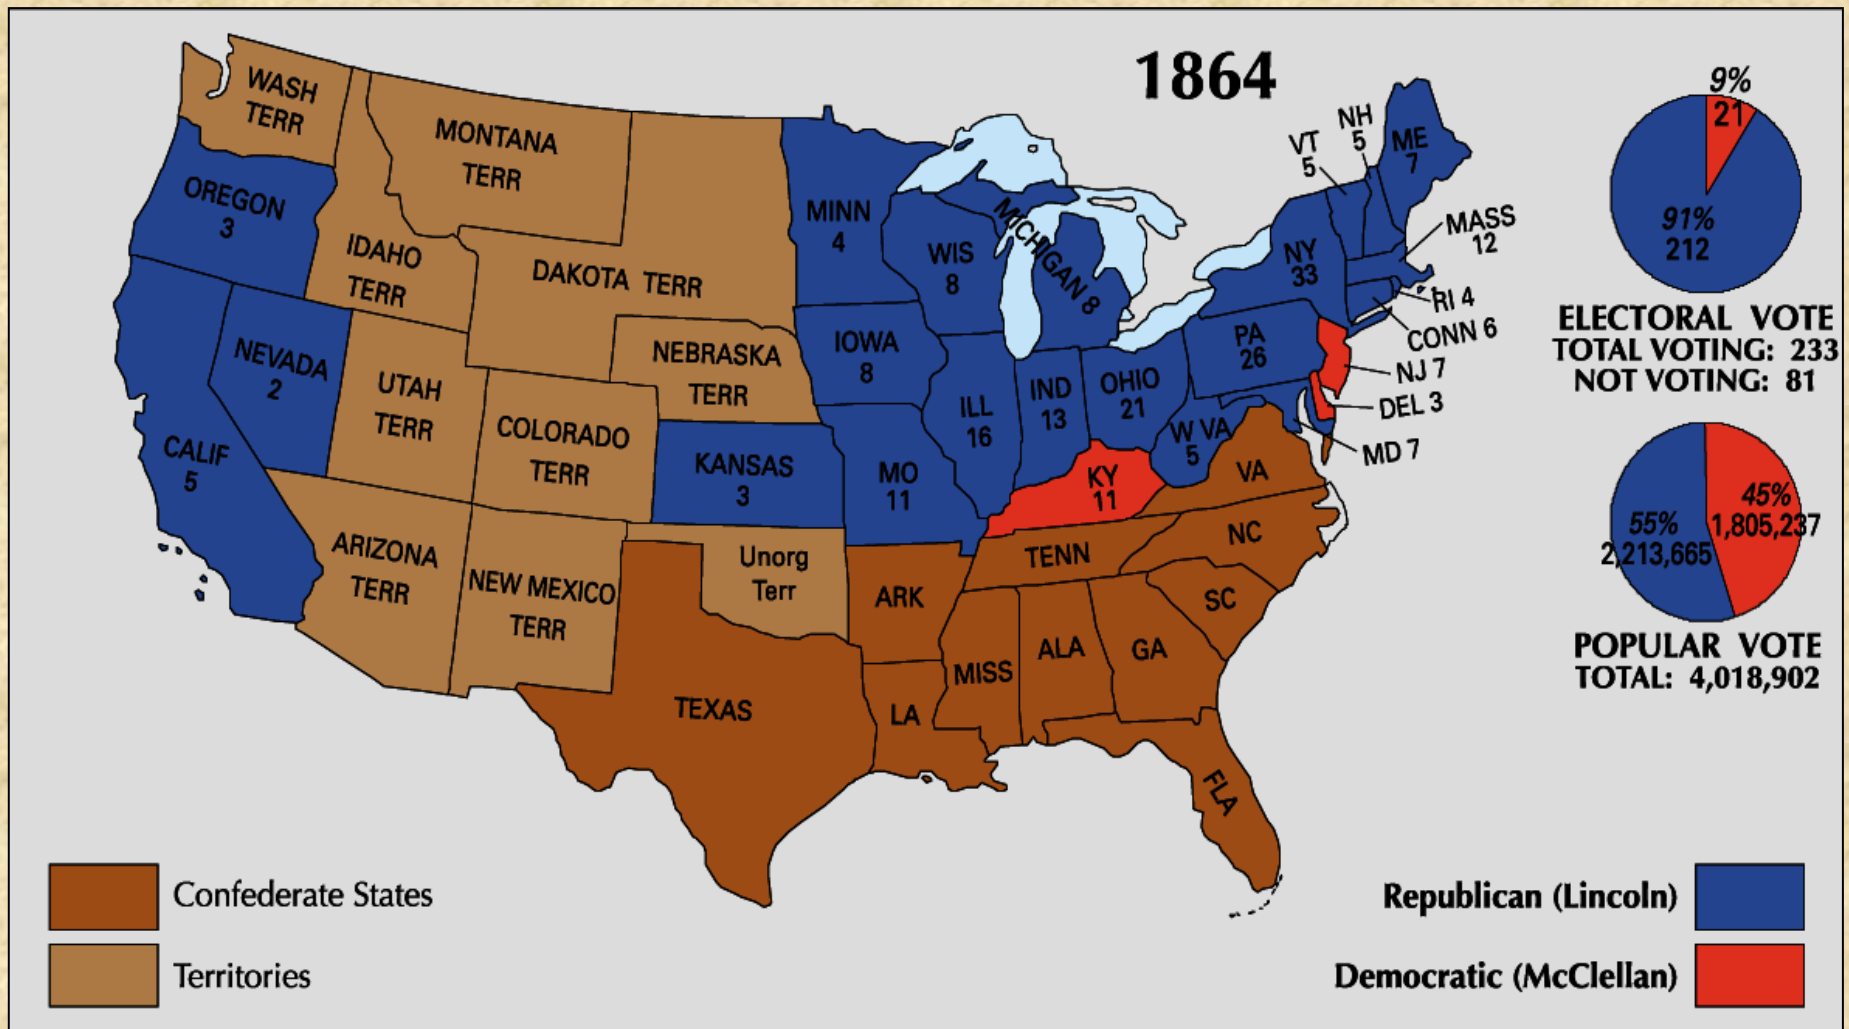 1864
WASH
TERR
MONTANA
TERR
OREGON
3
IDAHO
TERR
DAKOTA TERR
MINN
4
WIS
8
MICHIGAN 8
VT
5
NH
5
ME
7
MASS
12
NY
33
RI 4
CONN 6
NJ 7
DEL 3
MD 7
PA
26
NEVADA
2
UTAH
TERR
NEBRASKA
TERR
IOWA
8
ILL
16
IND
13
OHIO
21
W VA
5
VA
CALIF
5
COLORADO
TERR
KANSAS
3
MO
11
KY
11
ARIZONA
TERR
NEW MEXICO
TERR
Unorg
Terr
ARK
TENN
NC
SC
TEXAS
LA
MISS
ALA
GA
FLA
9%
21
91%
212
ELECTORAL VOTE
TOTAL VOTING: 233
NOT VOTING: 81
45%
1,805,237
55%
2,213,665
POPULAR VOTE
TOTAL: 4,018,902
Confederate States
Territories
Republican (Lincoln)
Democratic (McClellan)